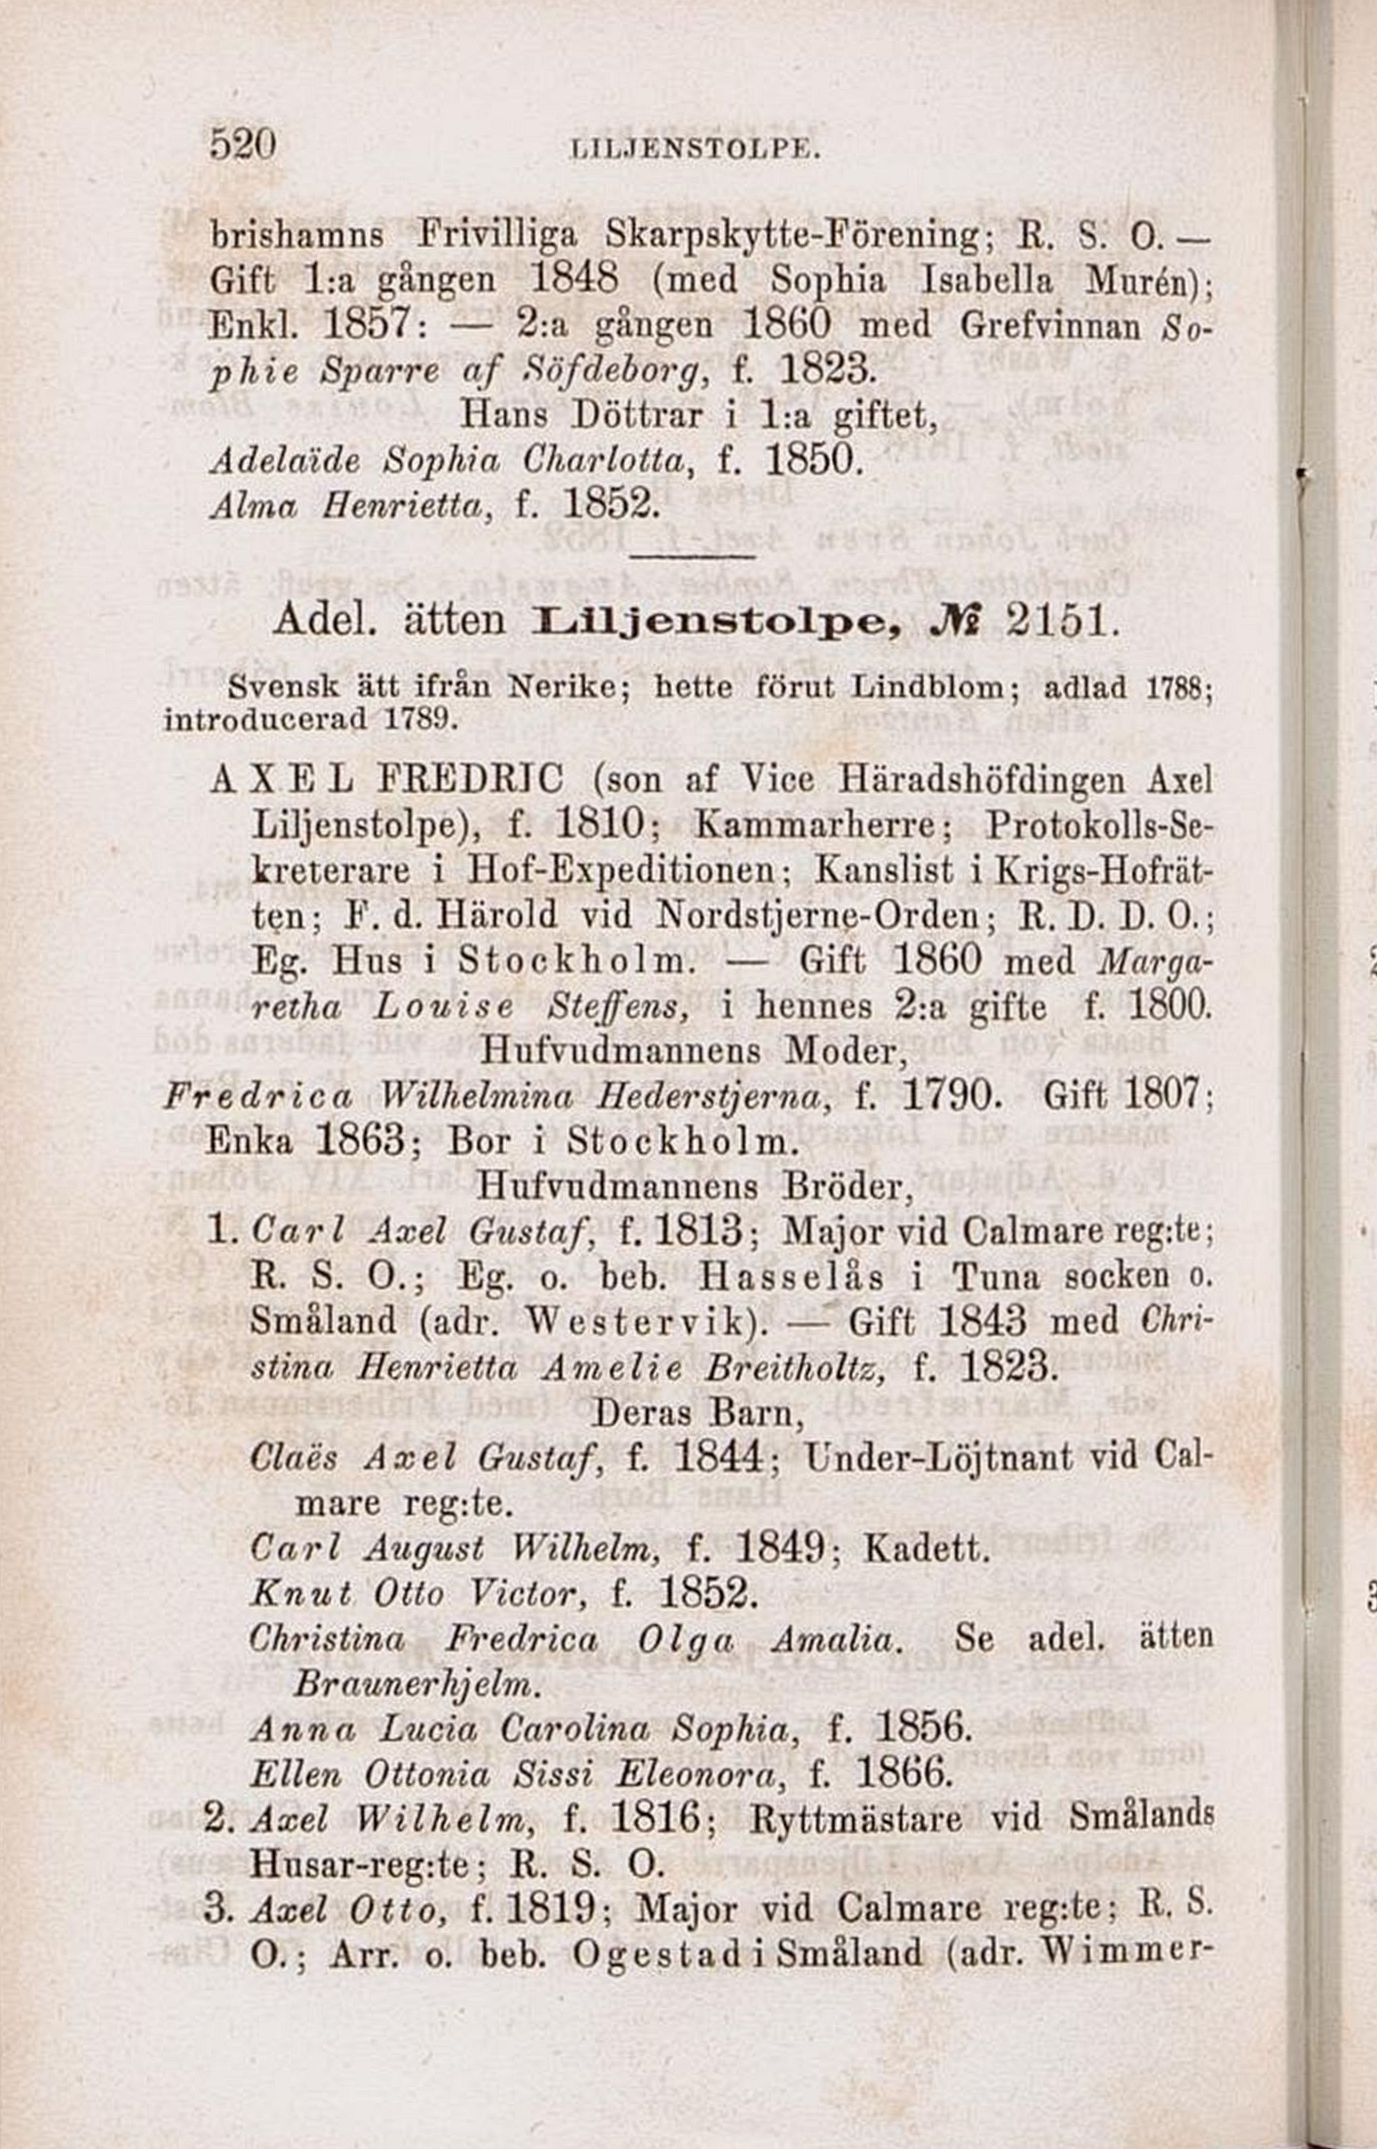 520 LILJENSTOLPE.
brishamns Frivilliga Skarpskytte-Förening; R. S. O. —
Gift 1:a gången 1848 (med Sophia Isabella Murén);
Enkl. 1857: — 2:a gången 1860 med Grefvinnan So-
phie Sparre af Söfdeborg, f. 1823.
Hans Döttrar i 1:a giftet,
Adelaïde Sophia Charlotta, f. 1850.
Alma Henrietta, f. 1852.
Adel. ätten Liljenstolpe, № 2151.
Svensk ätt ifrån Nerike; hette förut Lindblom; adlad 1788;
introducerad 1789.
AXEL FREDRIC (son af Vice Häradshöfdingen Axel
Liljenstolpe), f. 1810; Kammarherre; Protokolls-Se-
kreterare i Hof-Expeditionen; Kanslist i Krigs-Hofrät-
ten; F. d. Härold vid Nordstjerne-Orden; R. D. D. O.;
Eg. Hus i Stockholm. — Gift 1860 med Marga-
retha Louise Steffens, i hennes 2:a gifte f. 1800.
Hufvudmannens Moder,
Fredrica Wilhelmina Hederstjerna, f. 1790. Gift 1807;
Enka 1863; Bor i Stockholm.
Hufvudmannens Bröder,
1. Carl Axel Gustaf, f. 1813; Major vid Calmare reg:te;
R. S. O.; Eg. o. beb. Hasselås i Tuna socken o.
Småland (adr. Westervik). — Gift 1843 med Chri-
stina Henrietta Amelie Breitholtz, f. 1823.
Deras Barn,
Claës Axel Gustaf, f. 1844; Under-Löjtnant vid Cal-
mare reg:te.
Carl August Wilhelm, f. 1849; Kadett.
Knut Otto Victor, f. 1852.
Christina Fredrica Olga Amalia. Se adel. ätten
Braunerhjelm.
Anna Lucia Carolina Sophia, f. 1856.
Ellen Ottonia Sissi Eleonora, f. 1866.
2. Axel Wilhelm, f. 1816; Ryttmästare vid Smålands
Husar-reg:te; R. S. O.
3. Axel Otto, f. 1819; Major vid Calmare reg:te; R. S.
O.; Arr. o. beb. Ogestad i Småland (adr. Wimmer-